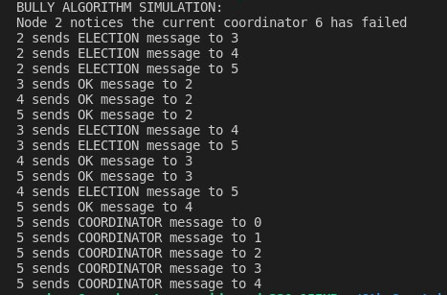 BULLY ALGORITHM SIMULATION:
Node 2 notices the current coordinator 6 has failed
2 sends ELECTION message to 3
2 sends ELECTION message to 4
2 sends ELECTION message to 5
3 sends OK message to 2
4 sends OK message to 2
5 sends OK message to 2
3 sends ELECTION message to 4
3 sends ELECTION message to 5
4 sends OK message to 3
5 sends OK message to 3
4 sends ELECTION message to 5
5 sends OK message to 4
5 sends COORDINATOR message to 0
5 sends COORDINATOR message to 1
5 sends COORDINATOR message to 2
5 sends COORDINATOR message to 3
5 sends COORDINATOR message to 4